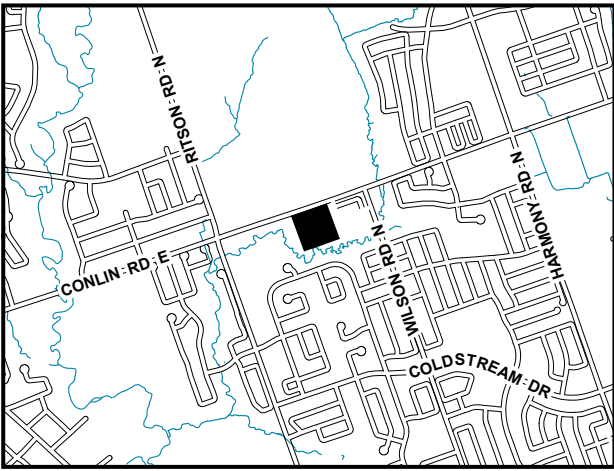 RITSON RD N
CONLIN RD E
WILSON RD N
HARMONY RD N
COLDSTREAM DR